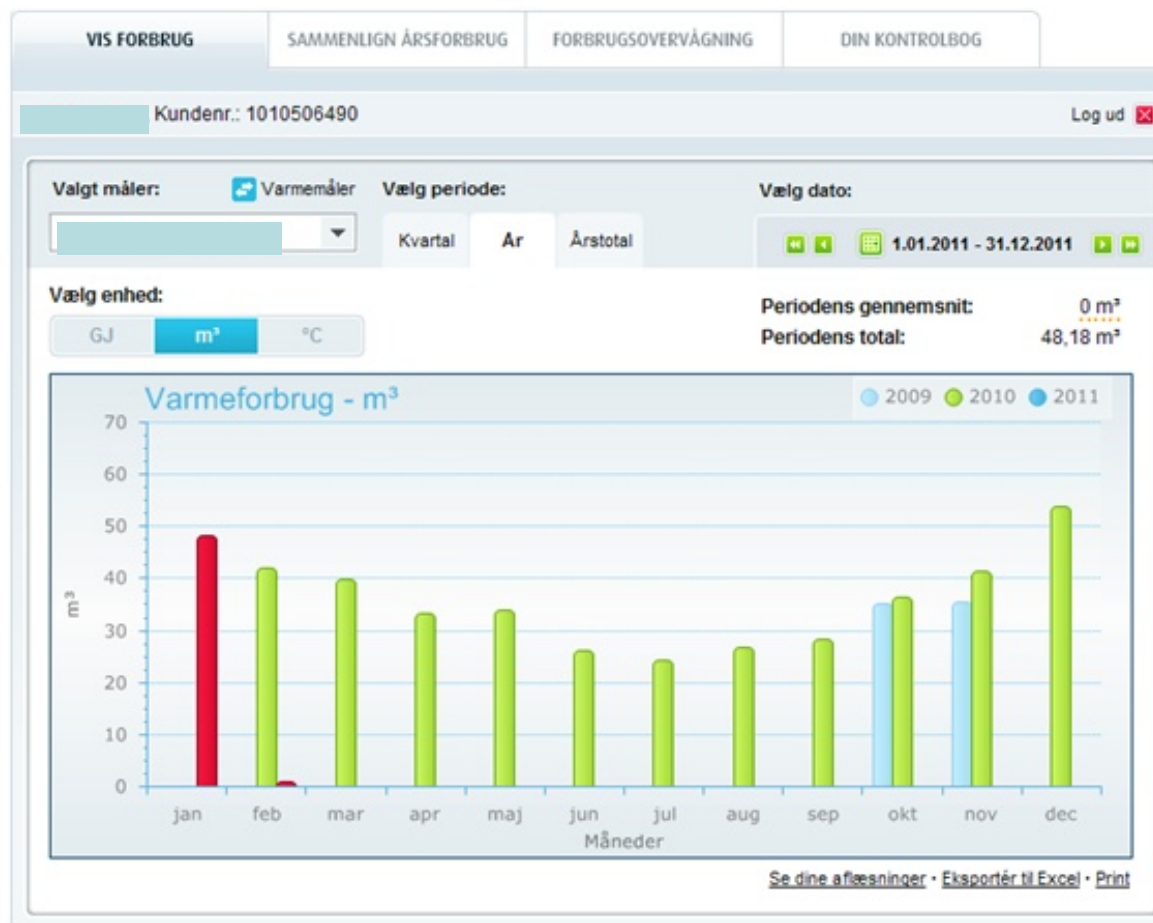 VIS FORBRUG SAMMENLIGN ÅRSFORBRUG FORBRUGSOVERVÅGNING DIN KONTROLBOG
Kundenr.: 1010506490 Log ud
Valgt måler: Varmemåler Vælg periode: Vælg dato:
Kvartal År Årstotal 1.01.2011 - 31.12.2011
Vælg enhed:
Periodens gennemsnit: 0 m³
GJ m³ °C
Periodens total: 48,18 m³
Varmeforbrug - m³
2009 2010 2011
70
60
50
40
30
20
10
0
m³
jan feb mar apr maj jun jul aug sep okt nov dec
Måneder
Se dine aflæsninger • Eksportér til Excel • Print